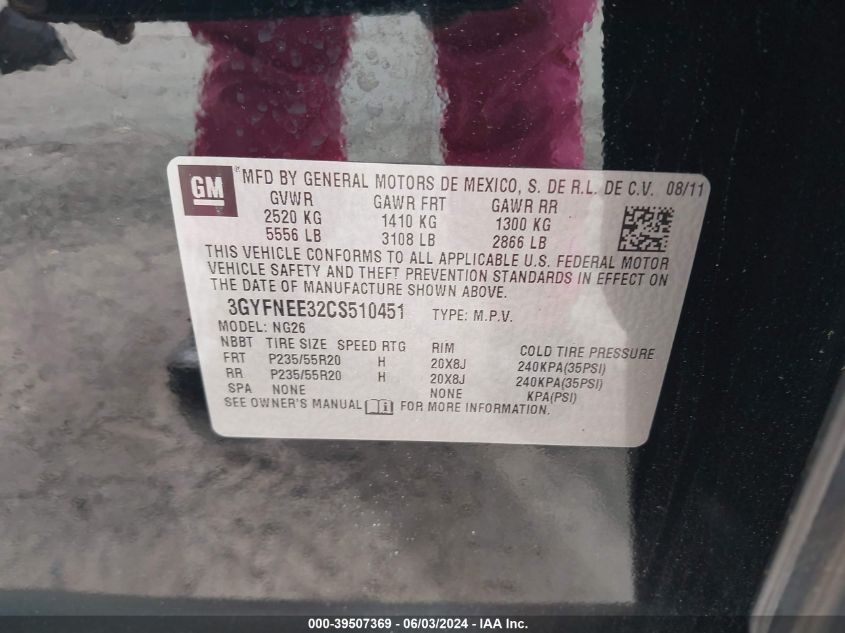 GM ® MFD BY GENERAL MOTORS DE MEXICO, S. DE R.L. DE C.V. 08/11
GVWR GAWR FRT GAWR RR
2520 KG 1410 KG 1300 KG
5556 LB 3108 LB 2866 LB
THIS VEHICLE CONFORMS TO ALL APPLICABLE U.S. FEDERAL MOTOR
VEHICLE SAFETY AND THEFT PREVENTION STANDARDS IN EFFECT ON
THE DATE OF MANUFACTURE SHOWN ABOVE.
3GYFNEE32CS510451 TYPE: M.P.V.
MODEL: NG26
NBBT TIRE SIZE SPEED RTG RIM COLD TIRE PRESSURE
FRT P235/55R20 H 20X8J 240KPA(35PSI)
RR P235/55R20 H 20X8J 240KPA(35PSI)
SPA NONE NONE KPA(PSI)
SEE OWNER'S MANUAL FOR MORE INFORMATION.
000-39507369 | 06/03/2024 - IAA Inc.